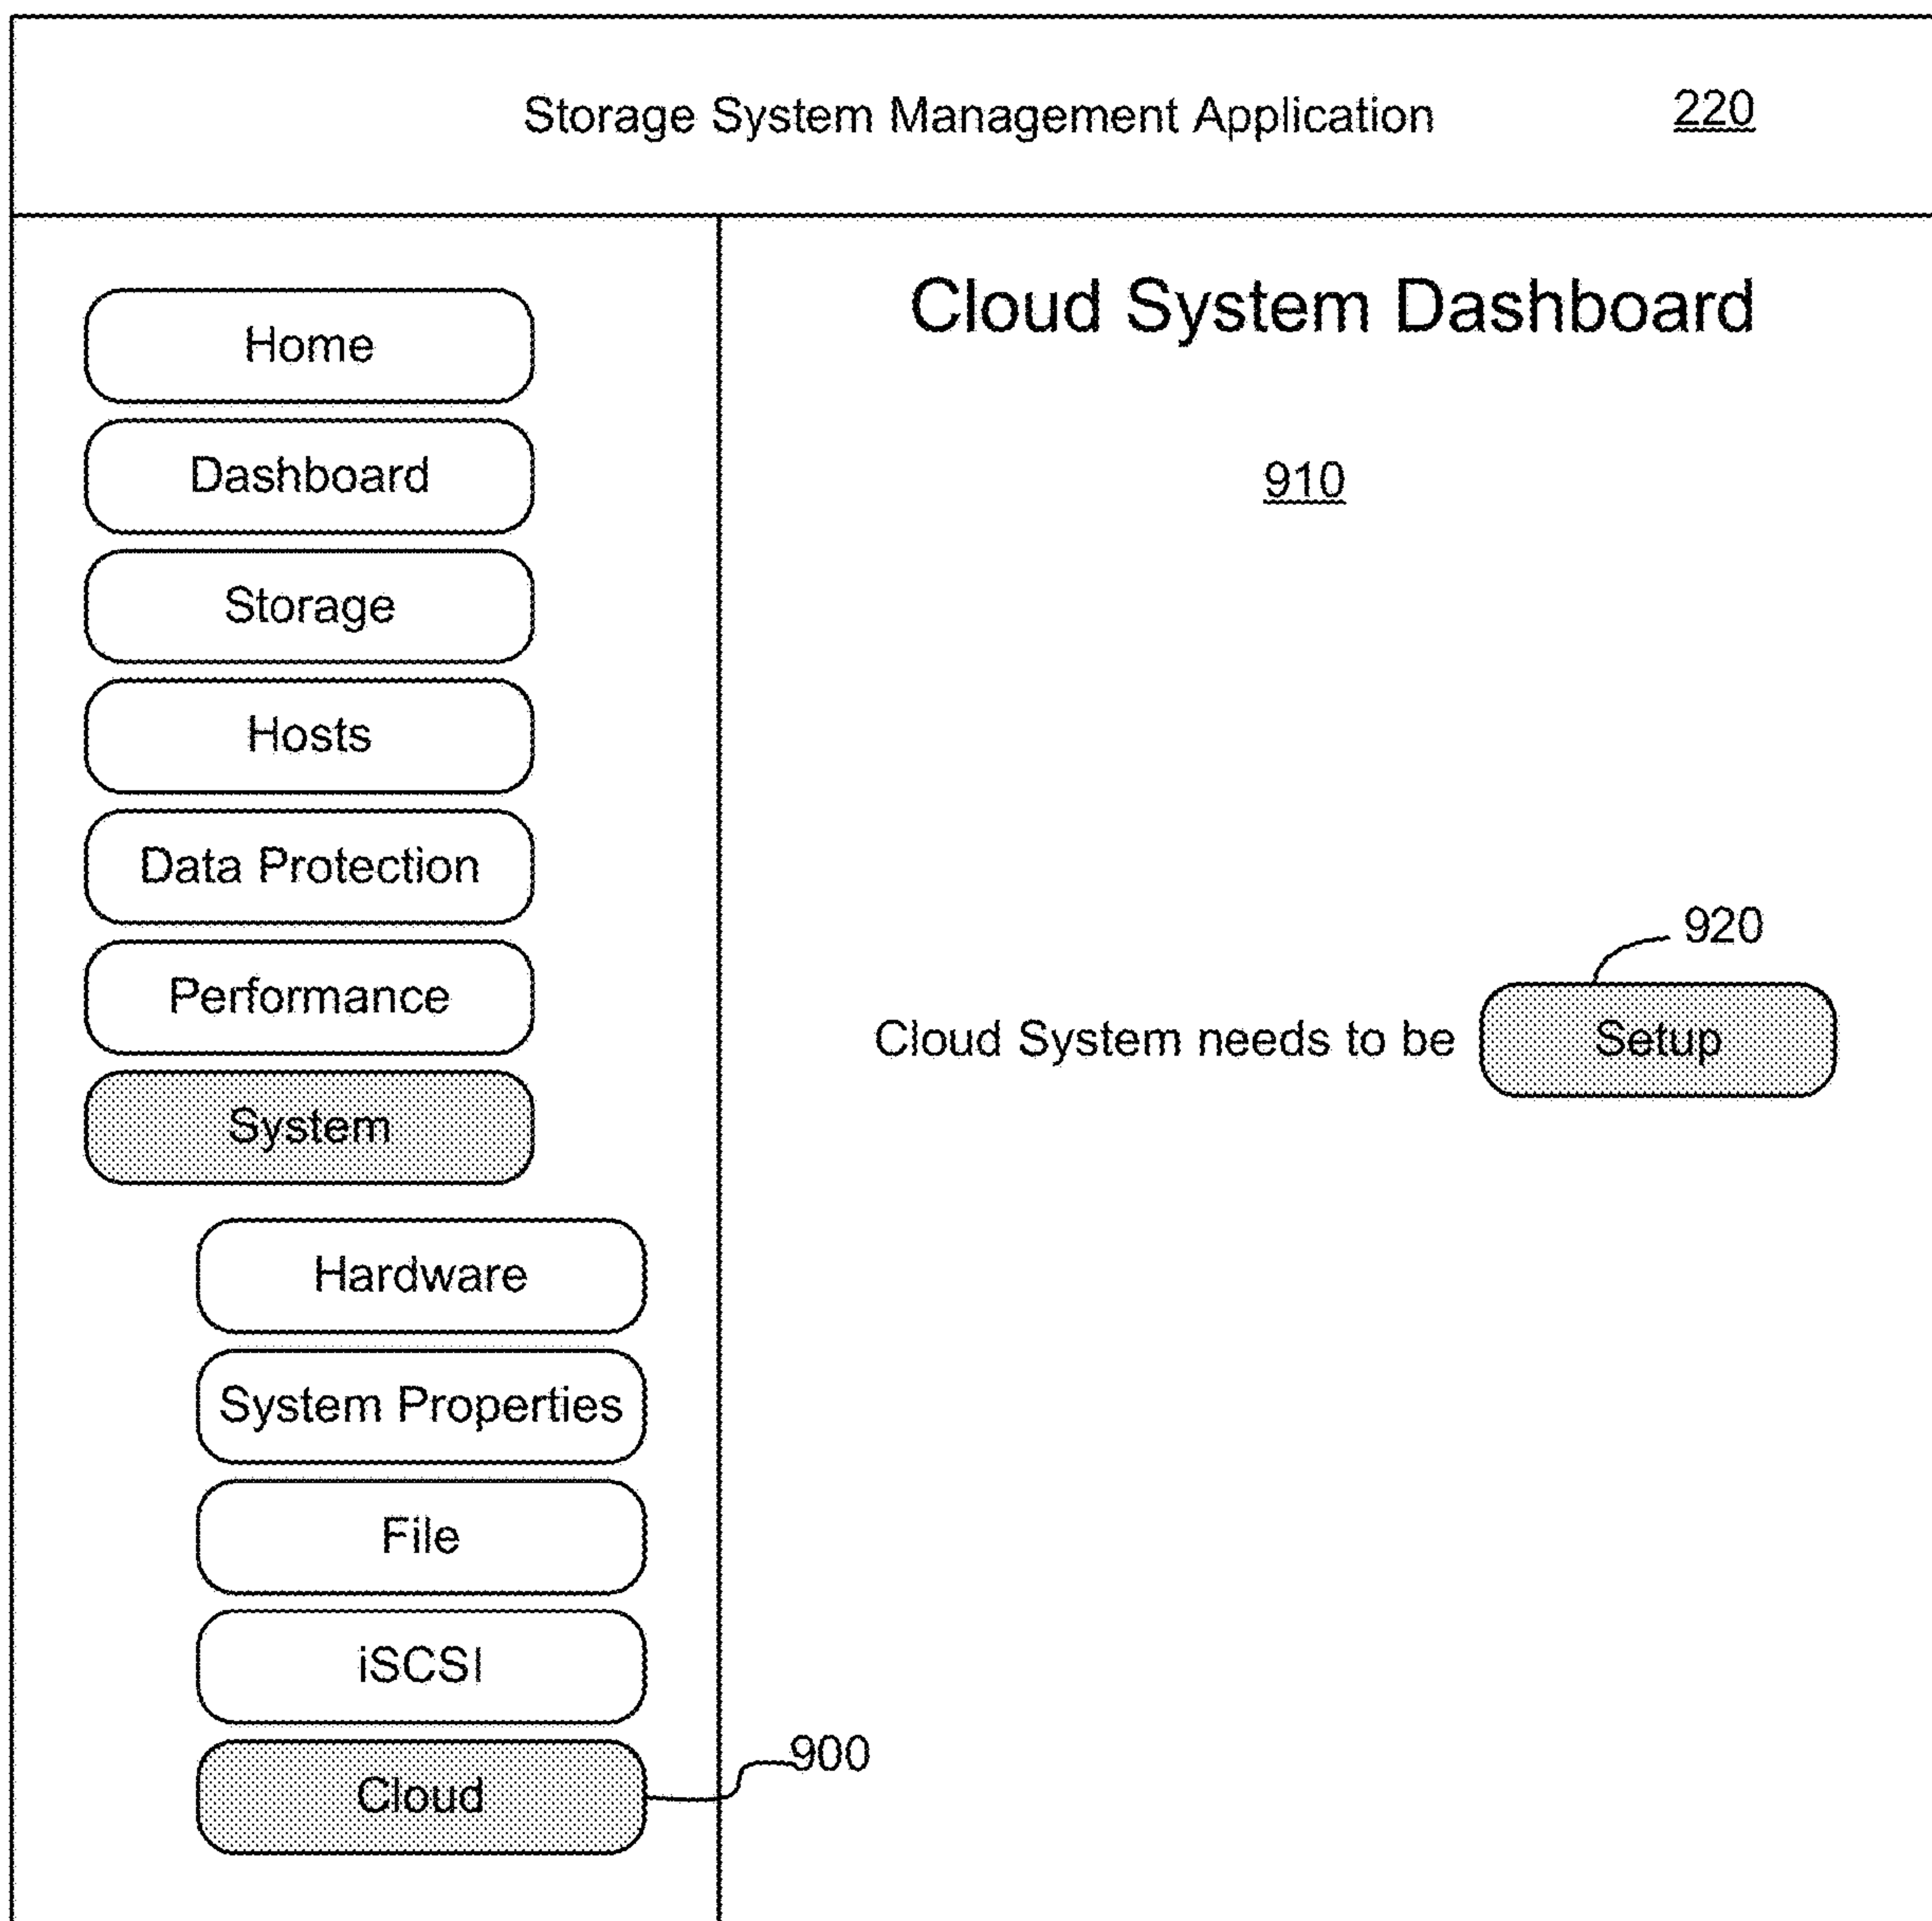 Storage System Management Application 220
Home
Dashboard
Storage
Hosts
Data Protection
Performance
System
Hardware
System Properties
File
iSCSI
Cloud
900
Cloud System Dashboard
910
920
Cloud System needs to be Setup